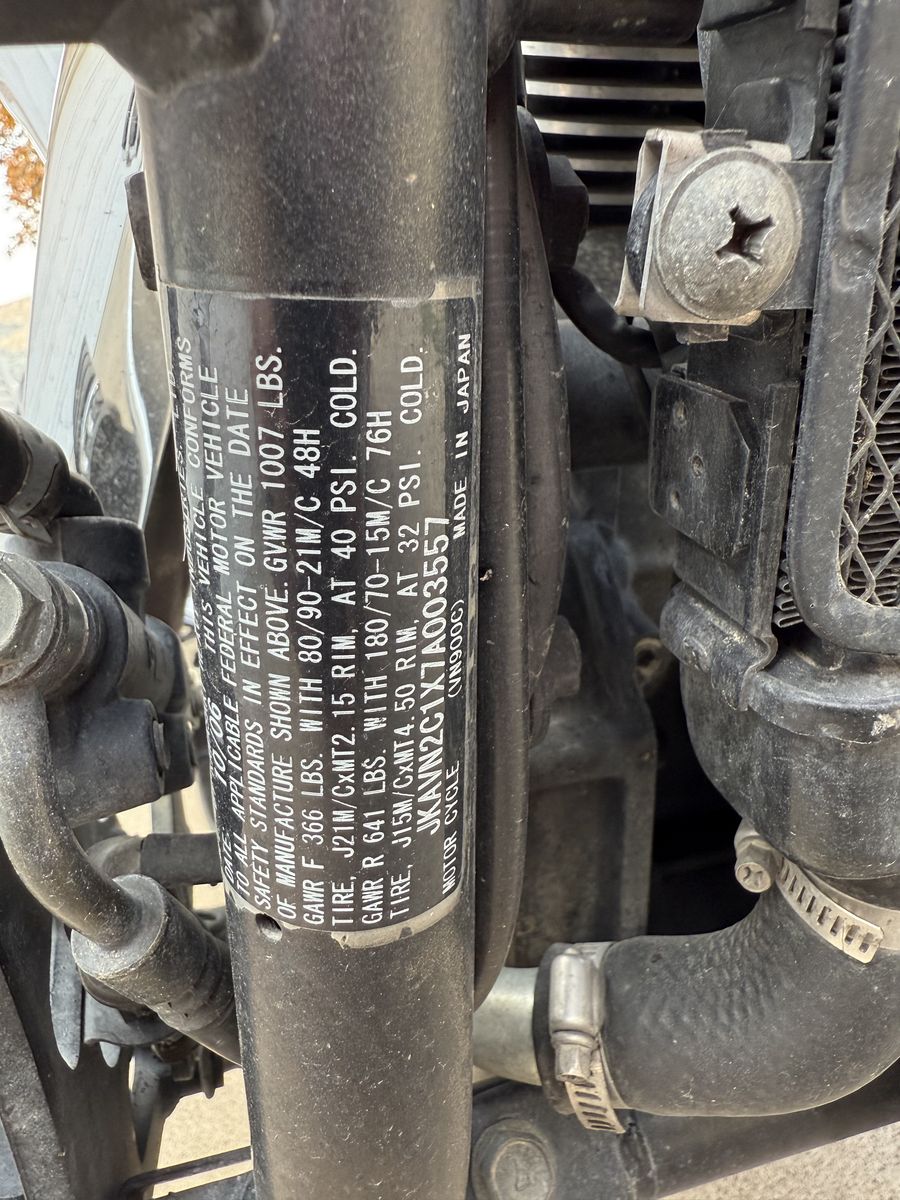 DATE 10/06 THIS VEHICLE CONFORMS
TO ALL APPLICABLE FEDERAL MOTOR VEHICLE
SAFETY STANDARDS IN EFFECT ON THE DATE
OF MANUFACTURE SHOWN ABOVE. GVWR 1007 LBS.
GAWR F 366 LBS. WITH 80/90-21M/C 48H
TIRE, J21M/CxMT2.15 RIM, AT 40 PSI. COLD.
GAWR R 641 LBS. WITH 180/70-15M/C 76H
TIRE, J15M/CxMT4.50 RIM, AT 32 PSI. COLD.
JKAVN2C1X7A003557
MOTOR CYCLE (VN900C) MADE IN JAPAN